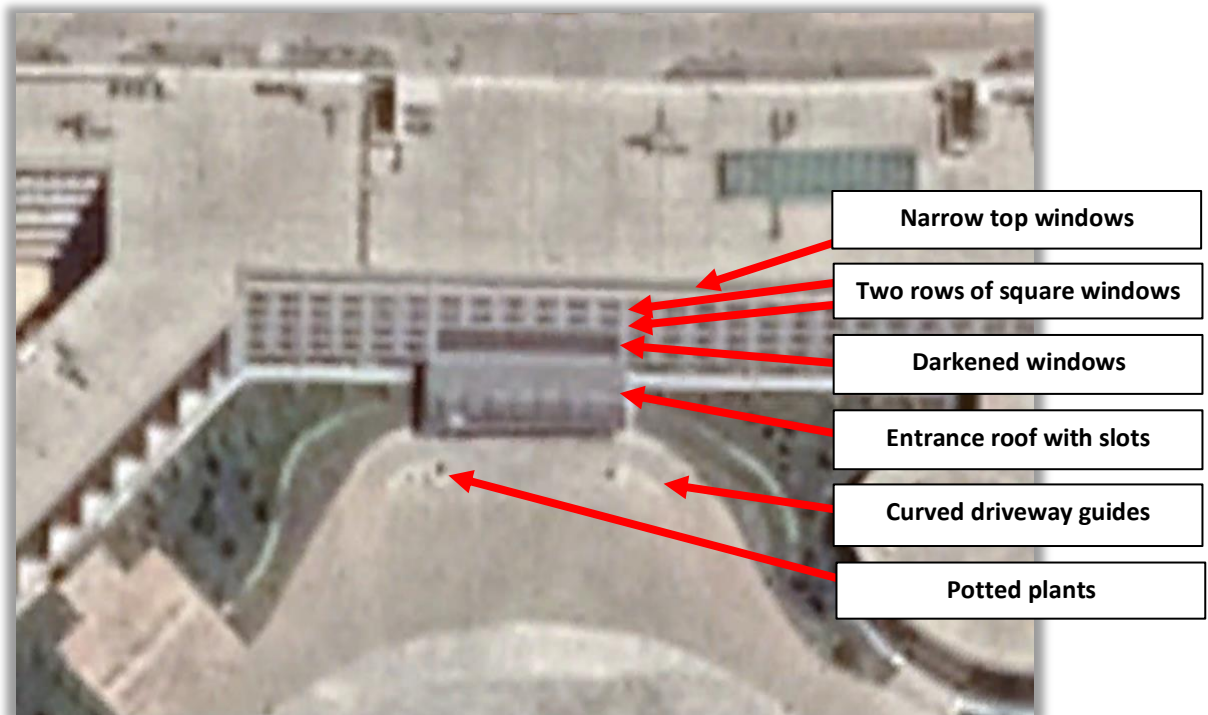 Narrow top windows
Two rows of square windows
Darkened windows
Entrance roof with slots
Curved driveway guides
Potted plants